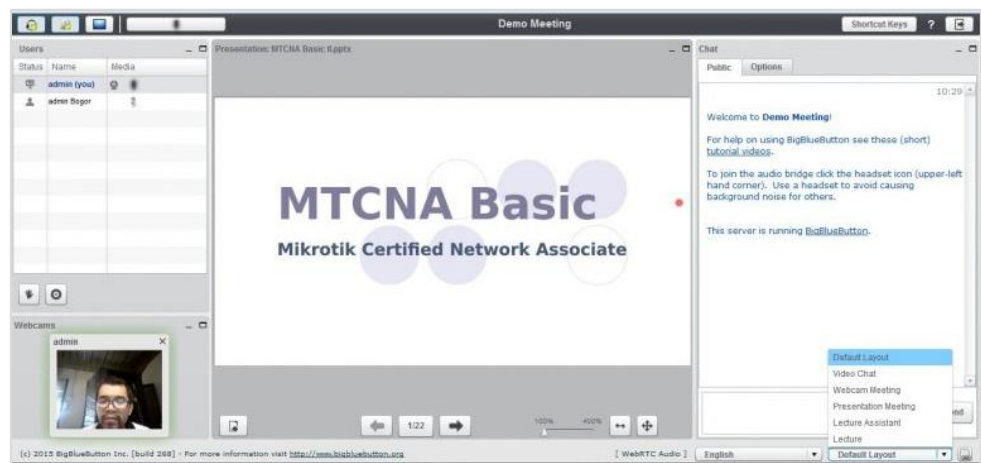 Demo Meeting
Shortcut Keys
?
Users
Status Name Media
admin (you)
admin Bogor
Webcams
admin
Presentation: MTCNA Basic II.pptx
MTCNA Basic
Mikrotik Certified Network Associate
1/22
100% 400%
Chat
Public Options
10:29
Welcome to Demo Meeting!
For help on using BigBlueButton see these (short)
tutorial videos.
To join the audio bridge click the headset icon (upper-left
hand corner). Use a headset to avoid causing
background noise for others.
This server is running BigBlueButton.
Default Layout
Video Chat
Webcam Meeting
Presentation Meeting
Lecture Assistant
Lecture
(c) 2015 BigBlueButton Inc. [build 268] - For more information visit http://www.bigbluebutton.org
[ WebRTC Audio ]
English
Default Layout